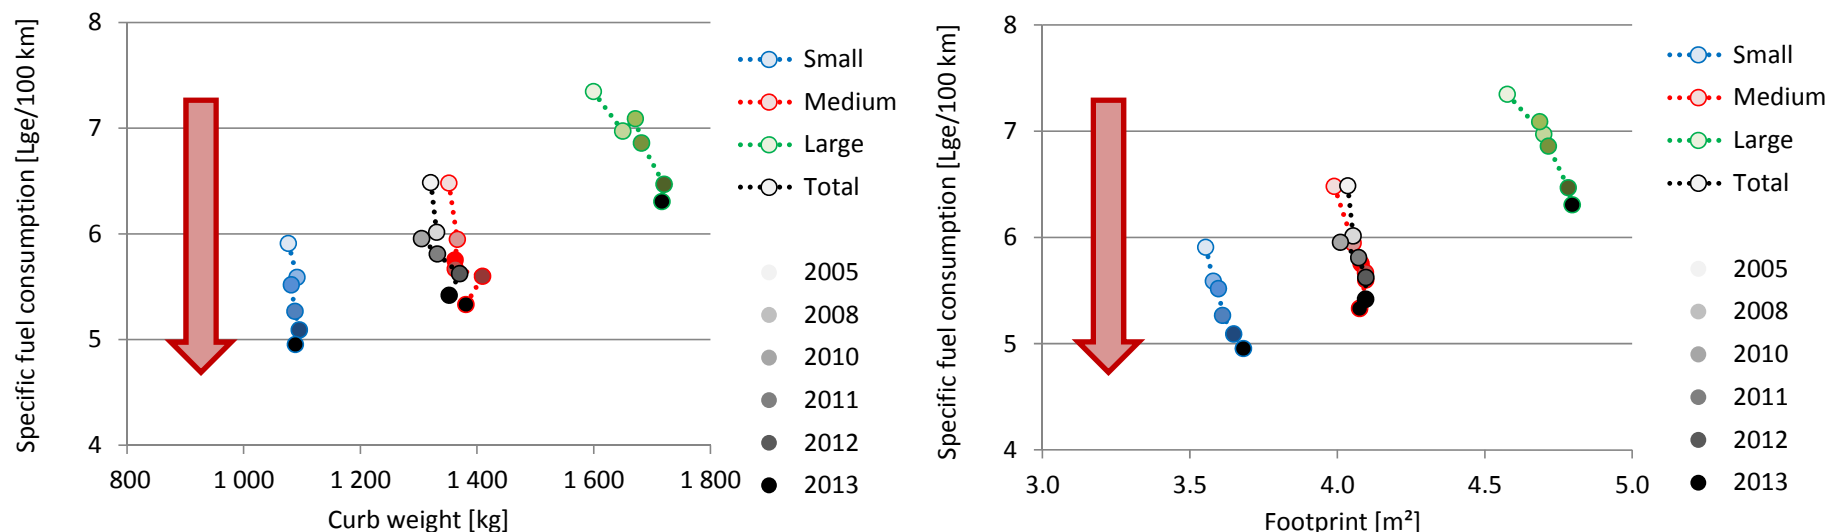 Specific fuel consumption [Lge/100 km]
8
7
6
5
4
800
1 000
1 200
1 400
1 600
1 800
Curb weight [kg]
Small
Medium
Large
Total
2005
2008
2010
2011
2012
2013
Specific fuel consumption [Lge/100 km]
8
7
6
5
4
3.0
3.5
4.0
4.5
5.0
Footprint [m²]
Small
Medium
Large
Total
2005
2008
2010
2011
2012
2013